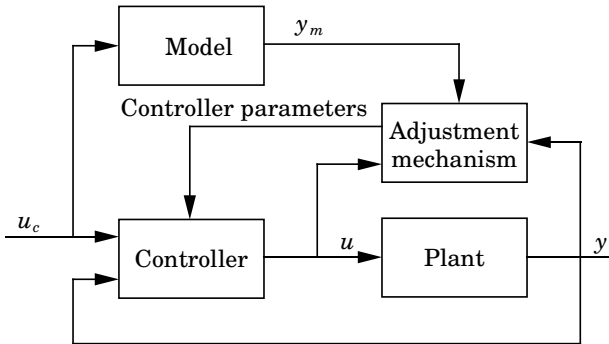 Model
y_m
Controller parameters
Adjustment
mechanism
u_c
Controller
u
Plant
y